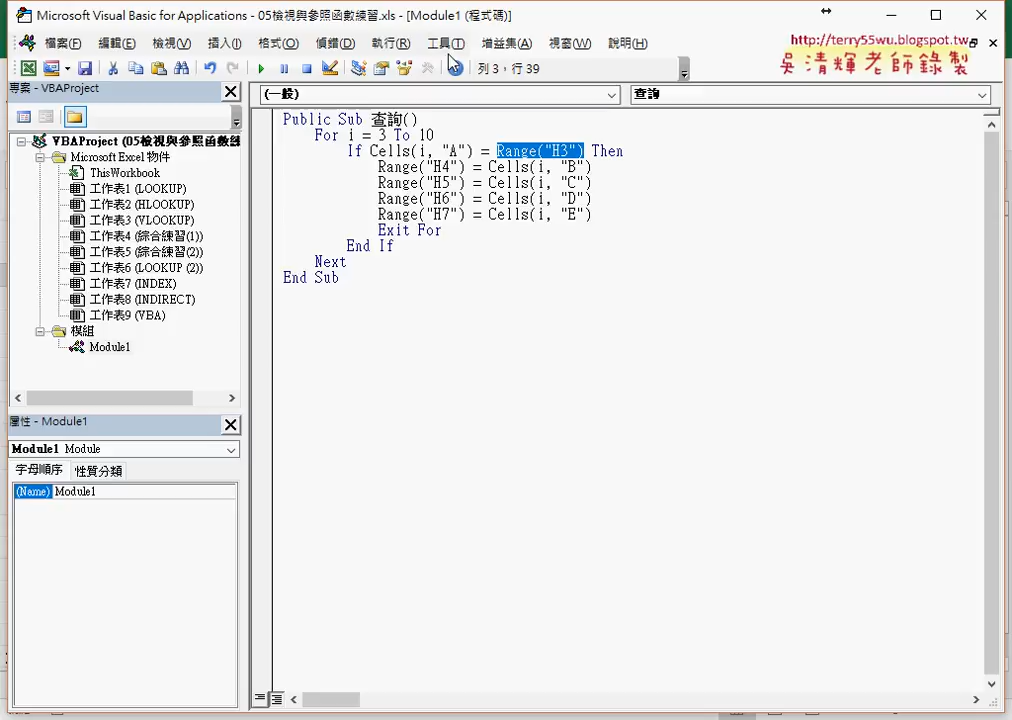 Microsoft Visual Basic for Applications - 05檢視與參照函數練習.xls - [Module1 (程式碼)]
檔案(F) 編輯(E) 檢視(V) 插入(I) 格式(O) 偵錯(D) 執行(R) 工具(T) 增益集(A) 視窗(W) 說明(H)
http://terry55wu.blogspot.tw
吳清輝老師錄製
列 3，行 39
專案 - VBAProject
(一般) 查詢
VBAProject (05檢視與參照函數練
Microsoft Excel 物件
ThisWorkbook
工作表1 (LOOKUP)
工作表2 (HLOOKUP)
工作表3 (VLOOKUP)
工作表4 (綜合練習(1))
工作表5 (綜合練習(2))
工作表6 (LOOKUP (2))
工作表7 (INDEX)
工作表8 (INDIRECT)
工作表9 (VBA)
模組
Module1
屬性 - Module1
Module1 Module
字母順序 性質分類
(Name) Module1
Public Sub 查詢()
For i = 3 To 10
If Cells(i, "A") = Range("H3") Then
Range("H4") = Cells(i, "B")
Range("H5") = Cells(i, "C")
Range("H6") = Cells(i, "D")
Range("H7") = Cells(i, "E")
Exit For
End If
Next
End Sub